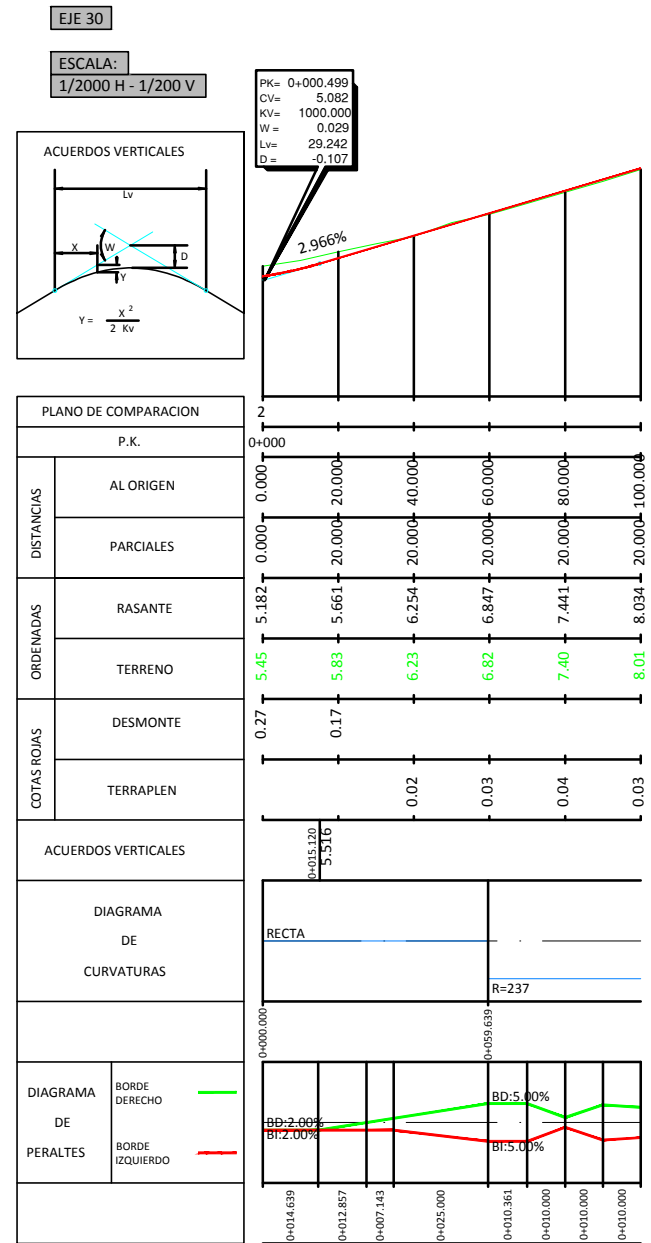 EJE 30
ESCALA:
1/2000 H - 1/200 V
PK= 0+000.499
CV= 5.082
KV= 1000.000
W = 0.029
Lv= 29.242
D = -0.107
ACUERDOS VERTICALES
Lv
X
W
D
Y
Y = X 2
2 Kv
2.966%
PLANO DE COMPARACION 2
P.K. 0+000
DISTANCIAS
AL ORIGEN 0.000 20.000 40.000 60.000 80.000 100.000
PARCIALES 0.000 20.000 20.000 20.000 20.000 20.000
ORDENADAS
RASANTE 5.182 5.661 6.254 6.847 7.441 8.034
TERRENO 5.45 5.83 6.23 6.82 7.40 8.01
COTAS ROJAS
DESMONTE 0.27 0.17
TERRAPLEN 0.02 0.03 0.04 0.03
ACUERDOS VERTICALES 0+015.120 5.516
DIAGRAMA
DE
CURVATURAS
RECTA
R=237
0+000.000 0+059.639
DIAGRAMA
DE
PERALTES
BORDE
DERECHO
BORDE
IZQUIERDO
BD:2.00%
BI:2.00%
BD:5.00%
BI:5.00%
0+014.639 0+012.857 0+007.143 0+025.000 0+010.361 0+010.000 0+010.000 0+010.000